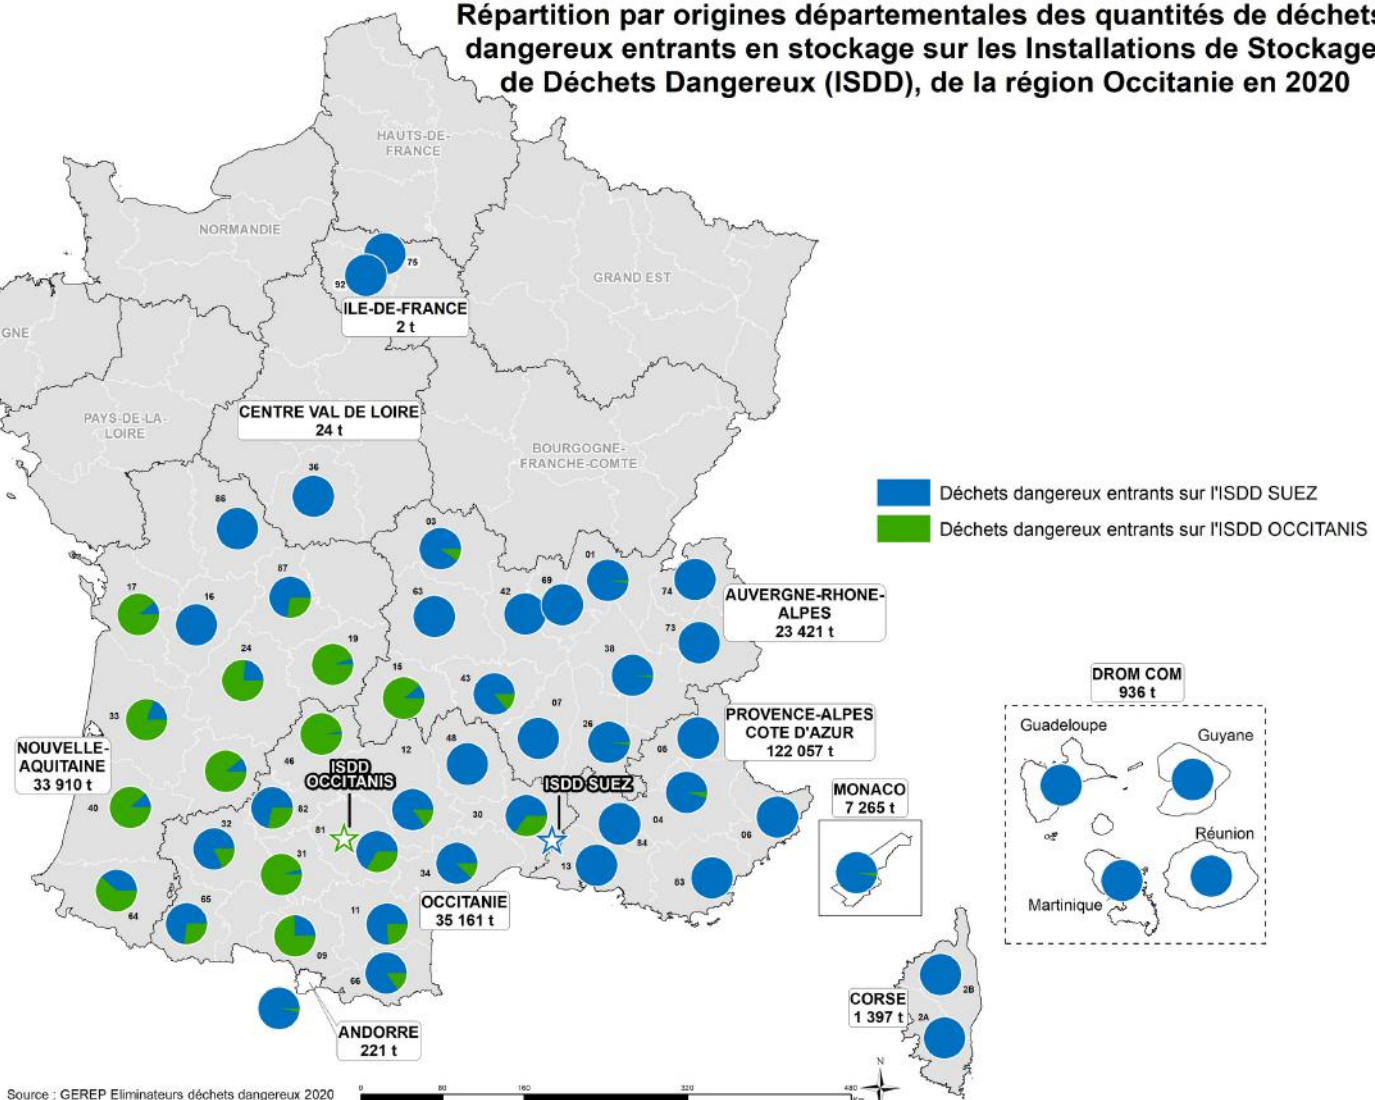 Répartition par origines départementales des quantités de déchets
dangereux entrants en stockage sur les Installations de Stockage
de Déchets Dangereux (ISDD), de la région Occitanie en 2020
HAUTS-DE-
FRANCE
NORMANDIE
GRAND EST
75
92
ILE-DE-FRANCE
2 t
GNE
PAYS-DE-LA-
LOIRE
CENTRE VAL DE LOIRE
24 t
BOURGOGNE-
FRANCHE-COMTE
36
86
Déchets dangereux entrants sur l'ISDD SUEZ
Déchets dangereux entrants sur l'ISDD OCCITANIS
03
01
87
69
17
16
63
42
74
AUVERGNE-RHONE-
ALPES
23 421 t
73
19
24
38
15
43
07
DROM COM
936 t
33
26
PROVENCE-ALPES
COTE D'AZUR
122 057 t
Guadeloupe
Guyane
48
12
05
NOUVELLE-
AQUITAINE
33 910 t
46
ISDD
OCCITANIS
ISDD SUEZ
MONACO
7 265 t
40
82
30
04
32
81
06
Réunion
84
31
34
13
83
65
OCCITANIE
35 161 t
Martinique
64
11
09
66
2B
CORSE
1 397 t
2A
ANDORRE
221 t
N
Source : GEREP Eliminateurs déchets dangereux 2020
0 80 160 320 480
Km